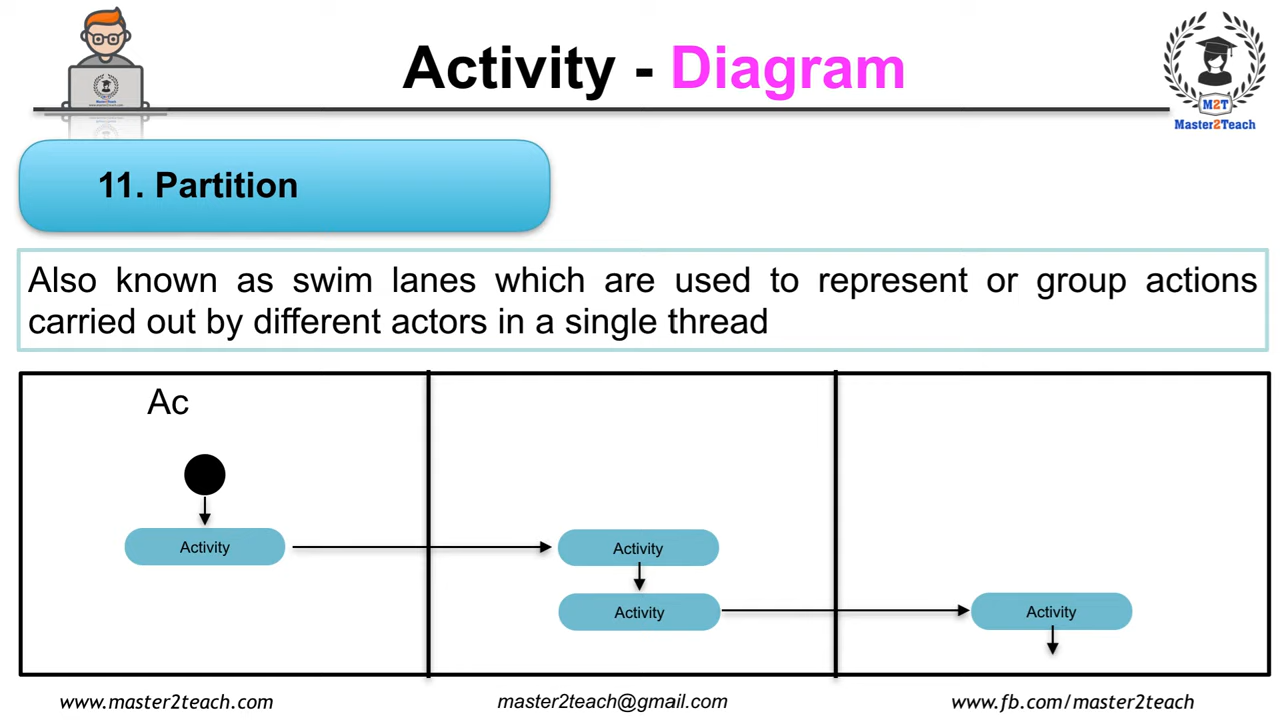 Activity - Diagram
M2T
Master2Teach
11. Partition
Also known as swim lanes which are used to represent or group actions
carried out by different actors in a single thread
Ac
Activity
Activity
Activity
Activity
www.master2teach.com
master2teach@gmail.com
www.fb.com/master2teach